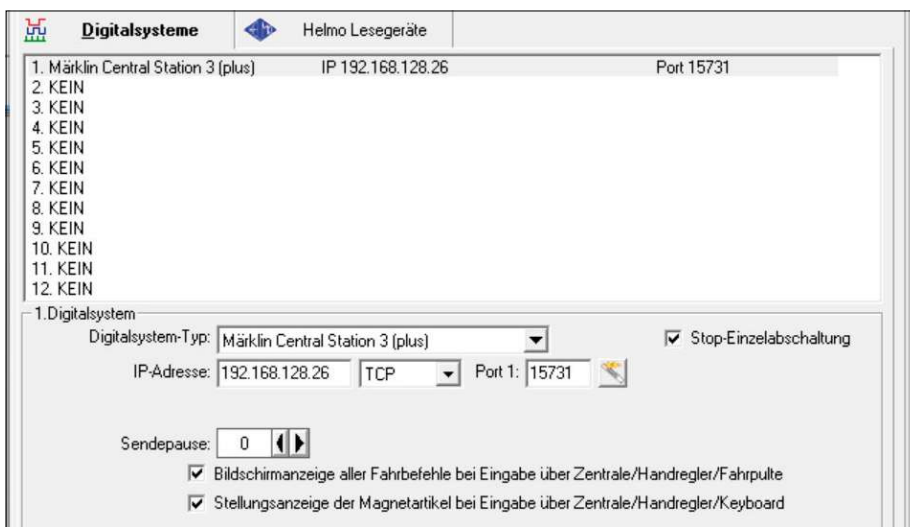 Digitalsysteme Helmo Lesegeräte
1. Märklin Central Station 3 (plus) IP 192.168.128.26 Port 15731
2. KEIN
3. KEIN
4. KEIN
5. KEIN
6. KEIN
7. KEIN
8. KEIN
9. KEIN
10. KEIN
11. KEIN
12. KEIN
1.Digitalsystem
Digitalsystem-Typ: Märklin Central Station 3 (plus) Stop-Einzelabschaltung
IP-Adresse: 192.168.128.26 TCP Port 1: 15731
Sendepause: 0
Bildschirmanzeige aller Fahrbefehle bei Eingabe über Zentrale/Handregler/Fahrpulte
Stellungsanzeige der Magnetartikel bei Eingabe über Zentrale/Handregler/Keyboard